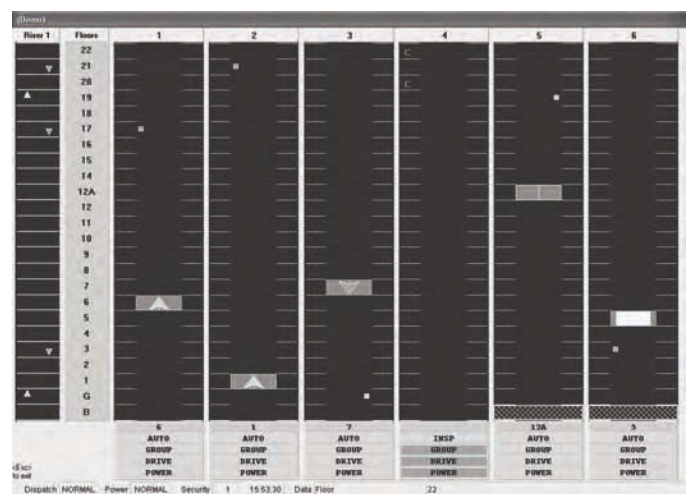 (Demo)
Riser 1 Floors 1 2 3 4 5 6
22 C
21
20 C
19
18
17
16
15
14
12A
12
11
10
9
8
7
6
5
4
3
2
1
G
B
6 1 7 12A 5
AUTO AUTO AUTO INSP AUTO AUTO
GROUP GROUP GROUP GROUP GROUP GROUP
DRIVE DRIVE DRIVE DRIVE DRIVE DRIVE
POWER POWER POWER POWER POWER POWER
<Esc>
to exit
Dispatch NORMAL Power NORMAL Security 1 15:53:30 Data Floor 22